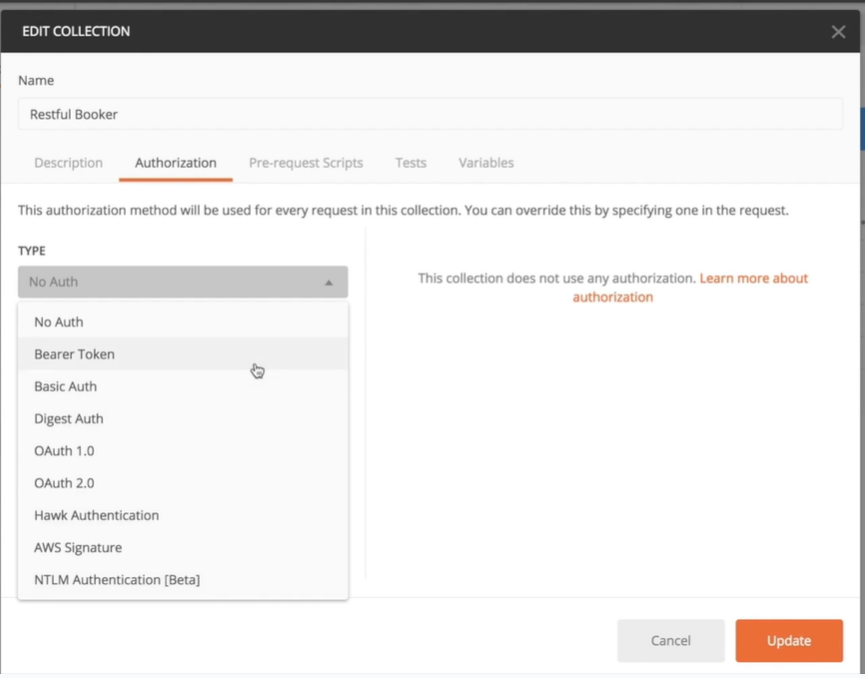 EDIT COLLECTION
Name
Restful Booker
Description Authorization Pre-request Scripts Tests Variables
This authorization method will be used for every request in this collection. You can override this by specifying one in the request.
TYPE
No Auth
This collection does not use any authorization. Learn more about
authorization
No Auth
Bearer Token
Basic Auth
Digest Auth
OAuth 1.0
OAuth 2.0
Hawk Authentication
AWS Signature
NTLM Authentication [Beta]
Cancel Update